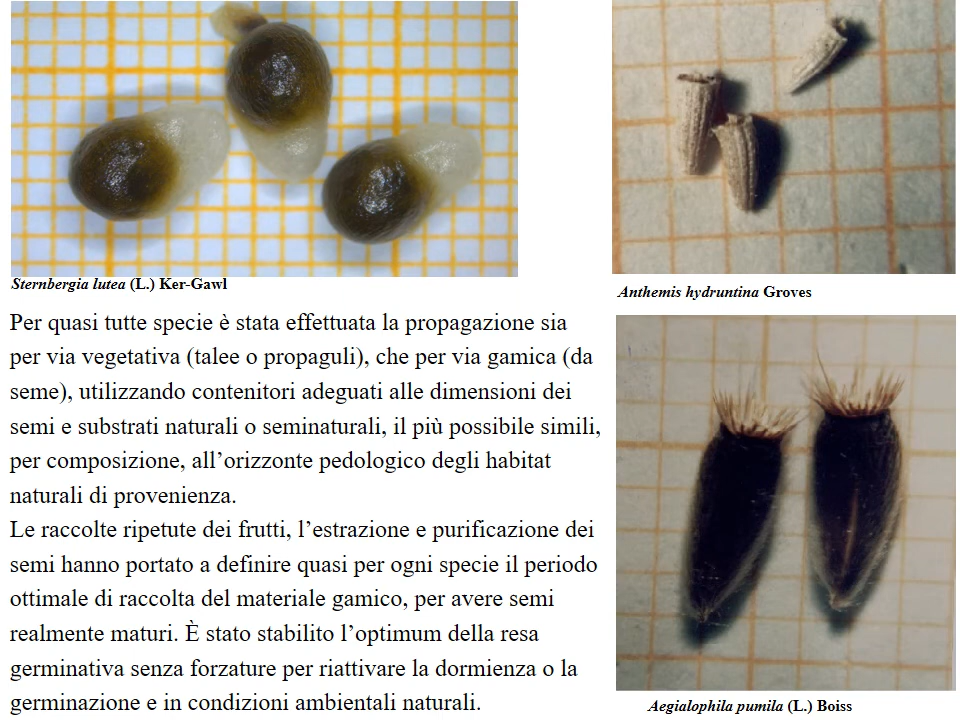 Sternbergia lutea (L.) Ker-Gawl
Anthemis hydruntina Groves
Per quasi tutte specie è stata effettuata la propagazione sia
per via vegetativa (talee o propaguli), che per via gamica (da
seme), utilizzando contenitori adeguati alle dimensioni dei
semi e substrati naturali o seminaturali, il più possibile simili,
per composizione, all’orizzonte pedologico degli habitat
naturali di provenienza.
Le raccolte ripetute dei frutti, l’estrazione e purificazione dei
semi hanno portato a definire quasi per ogni specie il periodo
ottimale di raccolta del materiale gamico, per avere semi
realmente maturi. È stato stabilito l’optimum della resa
germinativa senza forzature per riattivare la dormienza o la
germinazione e in condizioni ambientali naturali.
Aegialophila pumila (L.) Boiss